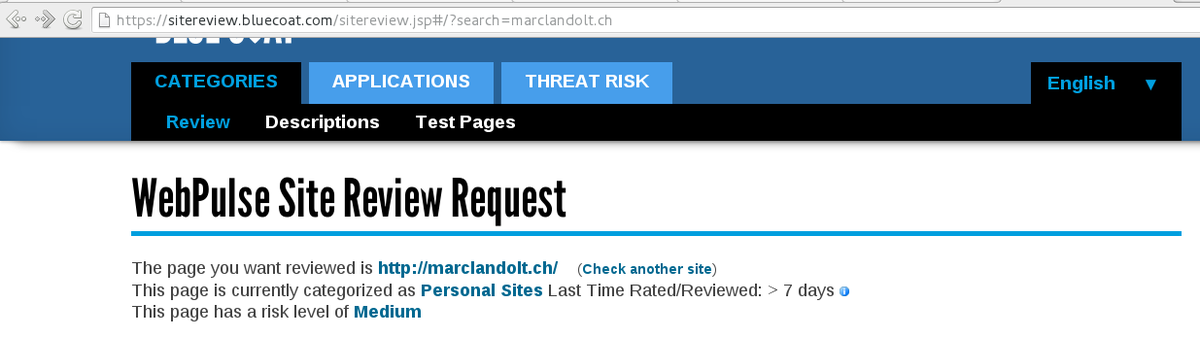 https://sitereview.bluecoat.com/sitereview.jsp#/?search=marclandolt.ch
CATEGORIES APPLICATIONS THREAT RISK English
Review Descriptions Test Pages
WebPulse Site Review Request
The page you want reviewed is http://marclandolt.ch/ (Check another site)
This page is currently categorized as Personal Sites Last Time Rated/Reviewed: > 7 days
This page has a risk level of Medium